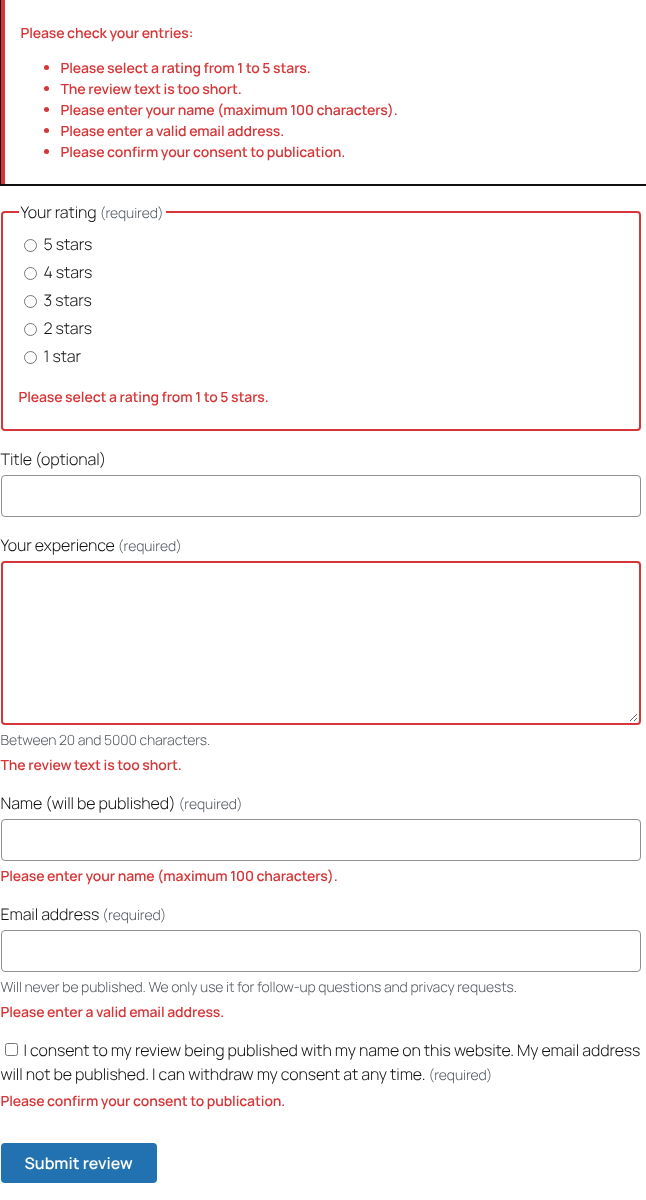 Please check your entries:
Please select a rating from 1 to 5 stars.
The review text is too short.
Please enter your name (maximum 100 characters).
Please enter a valid email address.
Please confirm your consent to publication.
Your rating (required)
5 stars
4 stars
3 stars
2 stars
1 star
Please select a rating from 1 to 5 stars.
Title (optional)
Your experience (required)
Between 20 and 5000 characters.
The review text is too short.
Name (will be published) (required)
Please enter your name (maximum 100 characters).
Email address (required)
Will never be published. We only use it for follow-up questions and privacy requests.
Please enter a valid email address.
I consent to my review being published with my name on this website. My email address
will not be published. I can withdraw my consent at any time. (required)
Please confirm your consent to publication.
Submit review